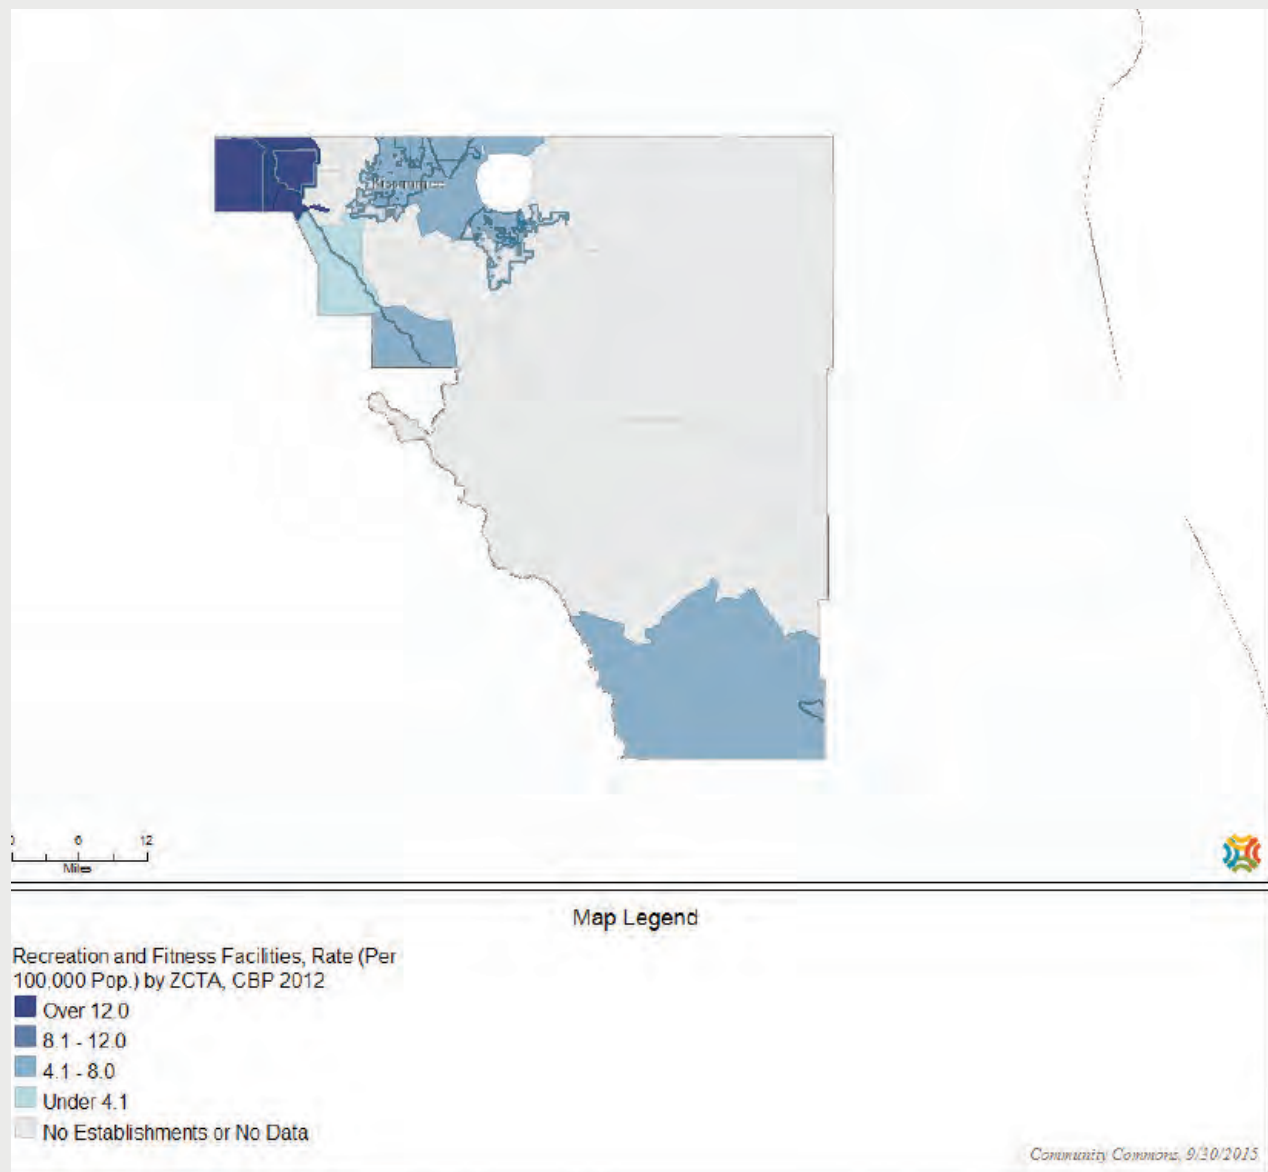 6
12
Miles
Map Legend
Recreation and Fitness Facilities, Rate (Per
100,000 Pop.) by ZCTA, CBP 2012
Over 12.0
8.1 - 12.0
4.1 - 8.0
Under 4.1
No Establishments or No Data
Community Commons, 9/30/2015